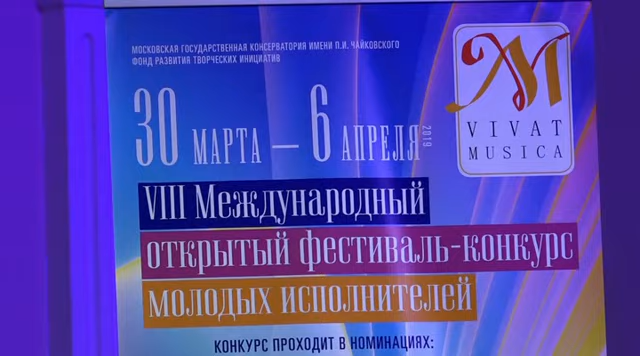 МОСКОВСКАЯ ГОСУДАРСТВЕННАЯ КОНСЕРВАТОРИЯ ИМЕНИ П.И. ЧАЙКОВСКОГО
ФОНД РАЗВИТИЯ ТВОРЧЕСКИХ ИНИЦИАТИВ
VM
VIVAT
MUSICA
30 МАРТА — 6 АПРЕЛЯ 2019
VIII Международный
открытый фестиваль-конкурс
молодых исполнителей
КОНКУРС ПРОХОДИТ В НОМИНАЦИЯХ: